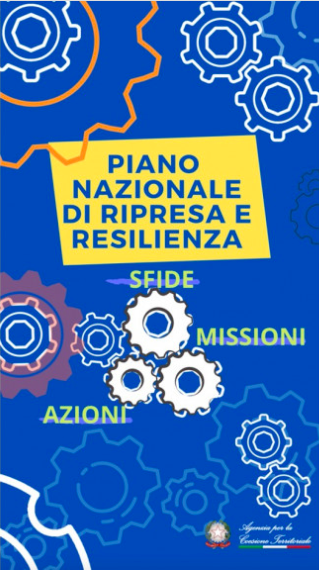 PIANO
NAZIONALE
DI RIPRESA E
RESILIENZA
SFIDE
MISSIONI
AZIONI
Agenzia per la
Coesione Territoriale